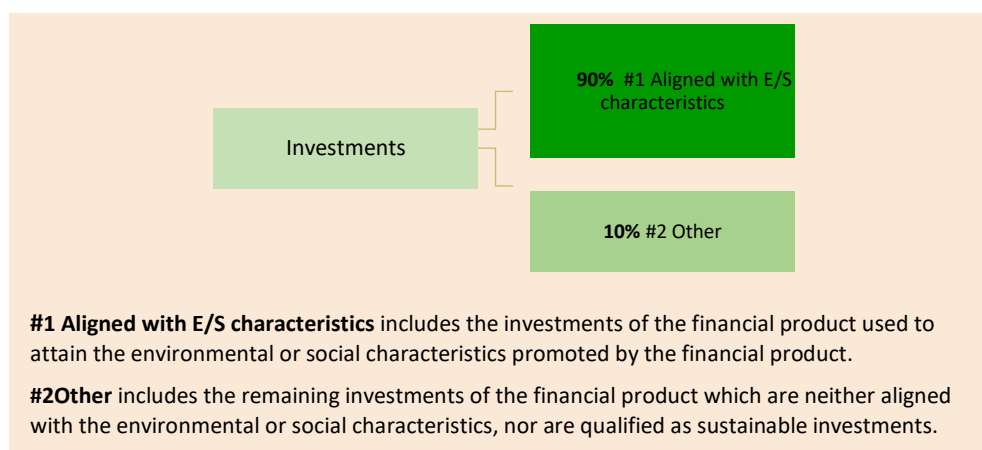 90% #1 Aligned with E/S
characteristics
Investments
10% #2 Other
#1 Aligned with E/S characteristics includes the investments of the financial product used to
attain the environmental or social characteristics promoted by the financial product.
#2Other includes the remaining investments of the financial product which are neither aligned
with the environmental or social characteristics, nor are qualified as sustainable investments.